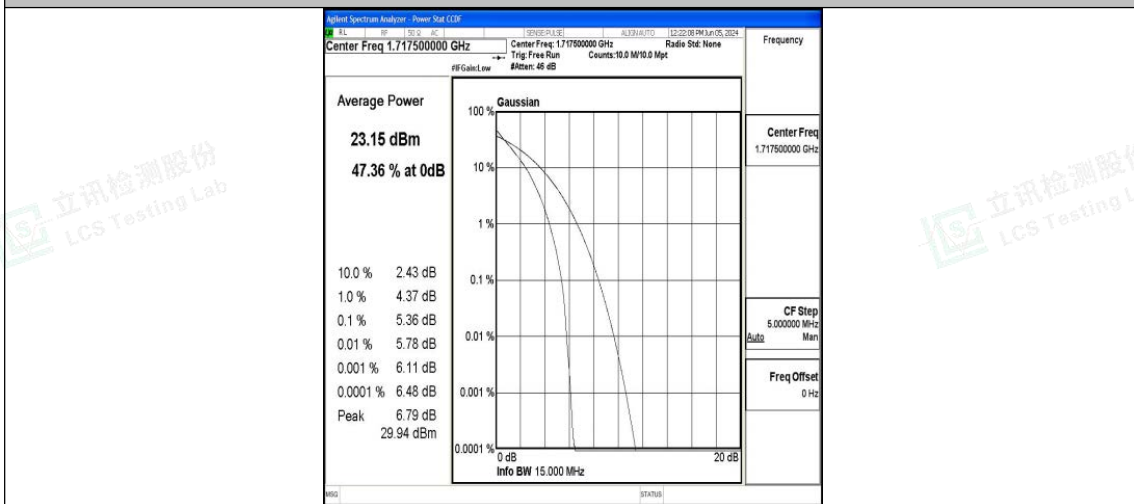 Agilent Spectrum Analyzer - Power Stat CCDF
RL RF 50 Ω AC SENSE:PULSE ALIGNAUTO 12:22:08 PM Jun 05, 2024
Center Freq 1.717500000 GHz
Center Freq: 1.717500000 GHz Radio Std: None
Trig: Free Run Counts:10.0 M/10.0 Mpt
#IFGain:Low #Atten: 46 dB
Frequency
Average Power
23.15 dBm
47.36 % at 0dB
10.0 % 2.43 dB
1.0 % 4.37 dB
0.1 % 5.36 dB
0.01 % 5.78 dB
0.001 % 6.11 dB
0.0001 % 6.48 dB
Peak 6.79 dB
29.94 dBm
Gaussian
100 %
10 %
1 %
0.1 %
0.01 %
0.001 %
0.0001 %
0 dB 20 dB
Info BW 15.000 MHz
Center Freq
1.717500000 GHz
CF Step
5.000000 MHz
Auto Man
Freq Offset
0 Hz
MSG STATUS
立讯检测股份
LCS Testing Lab
立讯检测股份
LCS Testing L